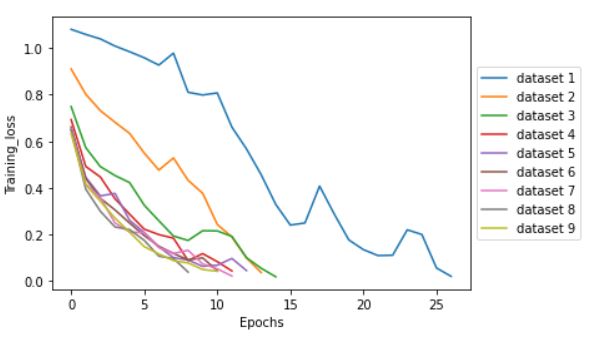 1.0
0.8
0.6
0.4
0.2
0.0
Training_loss
0 5 10 15 20 25
Epochs
dataset 1
dataset 2
dataset 3
dataset 4
dataset 5
dataset 6
dataset 7
dataset 8
dataset 9